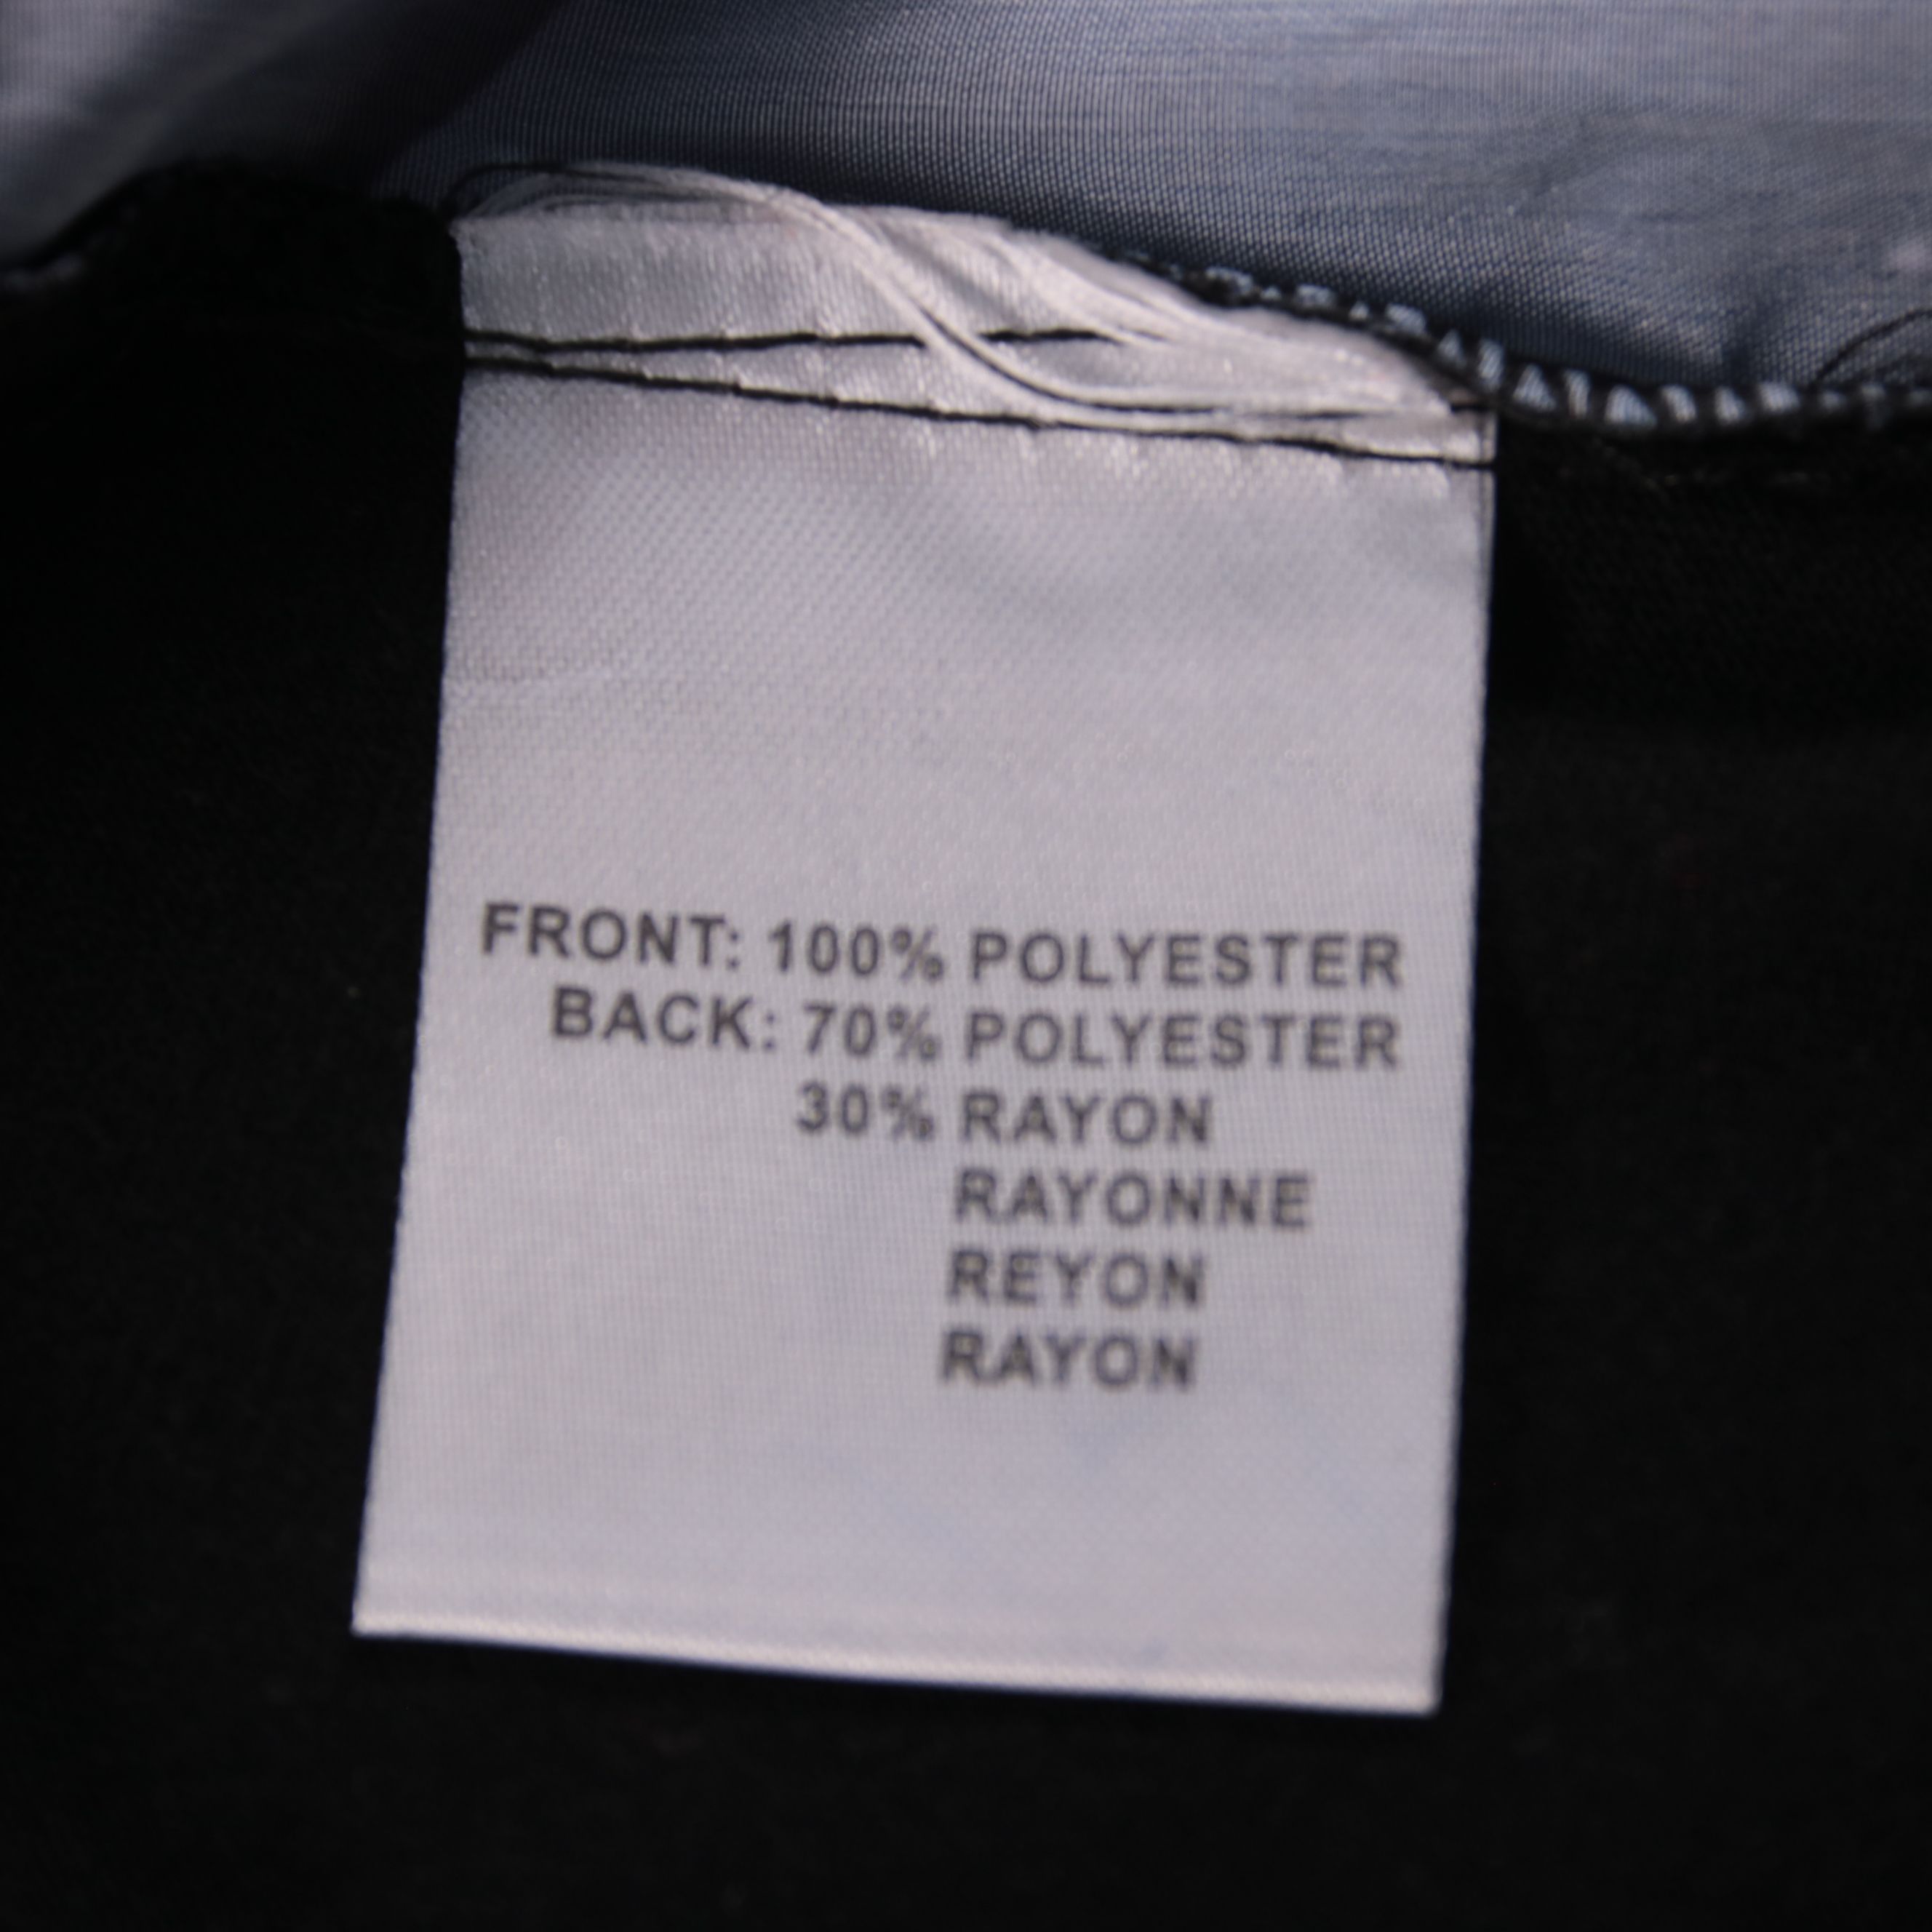 FRONT: 100% POLYESTER
BACK: 70% POLYESTER
30% RAYON
RAYONNE
REYON
RAYON